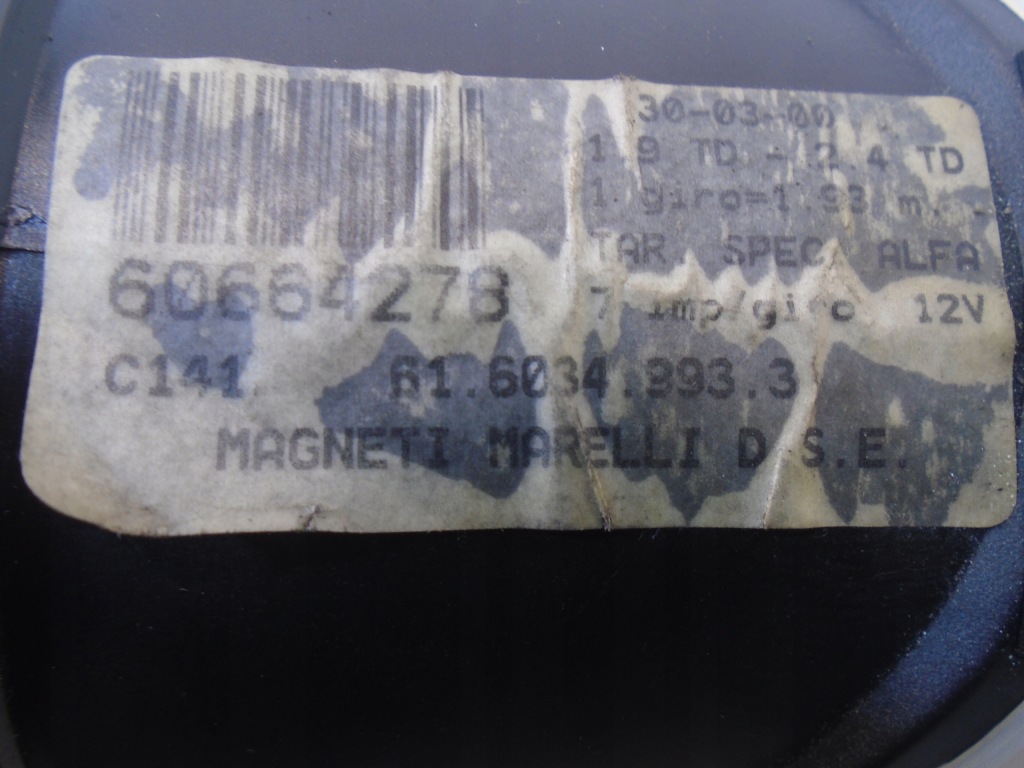 30-03-00
1.9 TD - 2.4 TD
1 giro=1.93 m.
TAR. SPEC. ALFA
60664278
7 imp/giro 12V
C141 61.6034.993.3
MAGNETI MARELLI D.S.E.